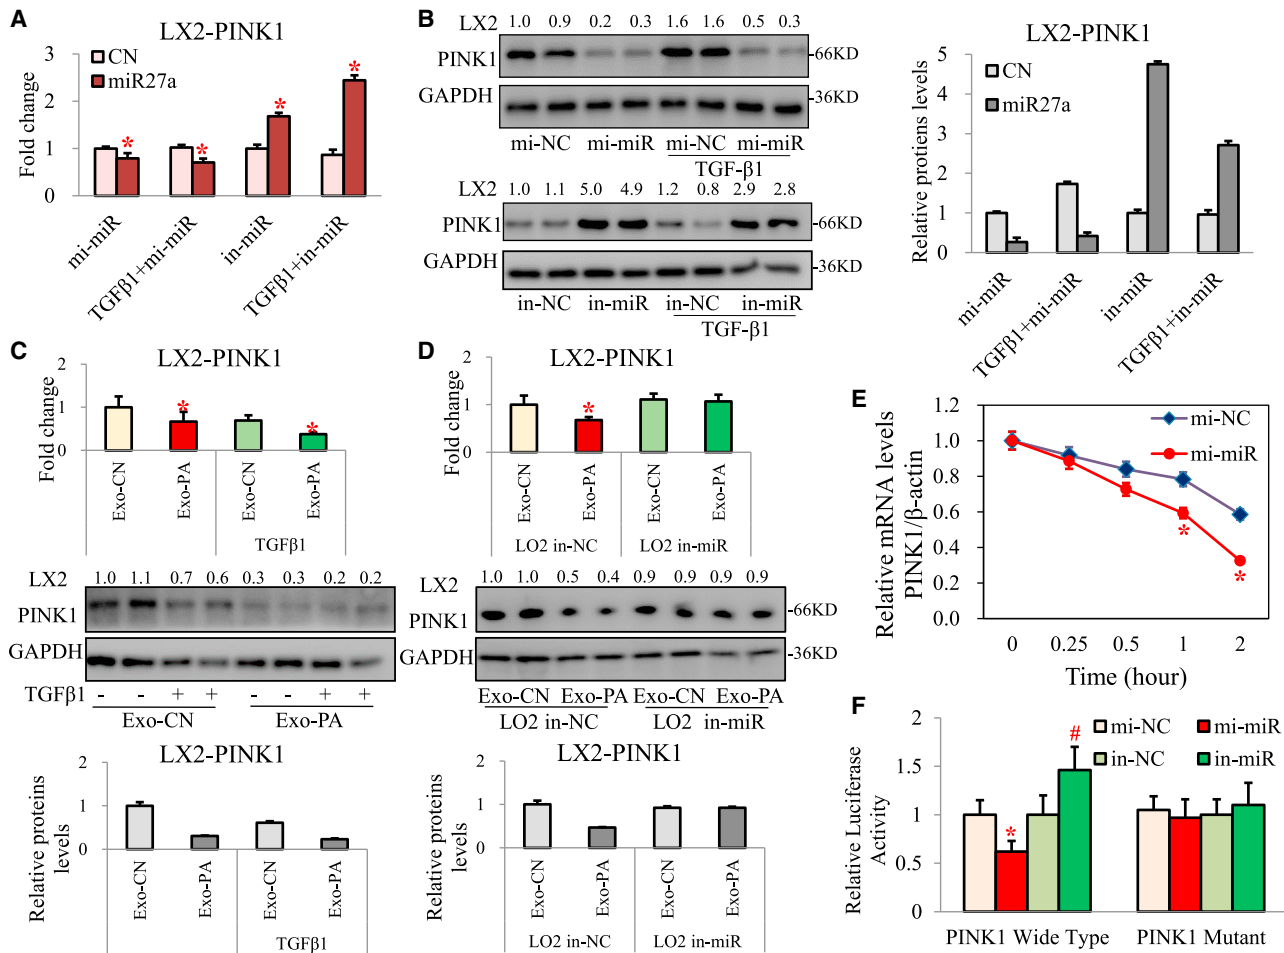 A
LX2-PINK1
CN
miR27a
Fold change
3
2
1
0
*
*
*
*
mi-miR
TGFβ1+mi-miR
in-miR
TGFβ1+in-miR
B
LX2 1.0 0.9 0.2 0.3 1.6 1.6 0.5 0.3
PINK1
-66KD
GAPDH
-36KD
mi-NC mi-miR mi-NC mi-miR
TGF-β1
LX2 1.0 1.1 5.0 4.9 1.2 0.8 2.9 2.8
PINK1
-66KD
GAPDH
-36KD
in-NC in-miR in-NC in-miR
TGF-β1
LX2-PINK1
CN
miR27a
Relative protiens levels
5
4
3
2
1
0
mi-miR
TGFβ1+mi-miR
in-miR
TGFβ1+in-miR
C
LX2-PINK1
Fold change
2
1
0
*
*
Exo-CN
Exo-PA
Exo-CN
Exo-PA
TGFβ1
LX2 1.0 1.1 0.7 0.6 0.3 0.3 0.2 0.2
PINK1
GAPDH
TGFβ1 - - + + - - + +
Exo-CN Exo-PA
LX2-PINK1
Relative proteins levels
2
1
0
Exo-CN
Exo-PA
Exo-CN
Exo-PA
TGFβ1
D
LX2-PINK1
Fold change
2
1
0
*
Exo-CN
Exo-PA
Exo-CN
Exo-PA
LO2 in-NC LO2 in-miR
LX2 1.0 1.0 0.5 0.4 0.9 0.9 0.9 0.9
PINK1
-66KD
GAPDH
-36KD
Exo-CN Exo-PA Exo-CN Exo-PA
LO2 in-NC LO2 in-miR
LX2-PINK1
Relative proteins levels
2
1
0
Exo-CN
Exo-PA
Exo-CN
Exo-PA
LO2 in-NC LO2 in-miR
E
Relative mRNA levels
PINK1/β-actin
1.2
1.0
0.8
0.6
0.4
0.2
0.0
mi-NC
mi-miR
*
*
0 0.25 0.5 1 2
Time (hour)
F
Relative Luciferase
Activity
2
1.5
1
0.5
0
mi-NC mi-miR
in-NC in-miR
*
#
PINK1 Wide Type PINK1 Mutant